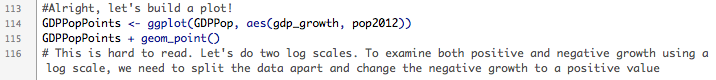 113 #Alright, let's build a plot!
114 GDPPopPoints <- ggplot(GDPPop, aes(gdp_growth, pop2012))
115 GDPPopPoints + geom_point()
116 # This is hard to read. Let's do two log scales. To examine both positive and negative growth using a
log scale, we need to split the data apart and change the negative growth to a positive value